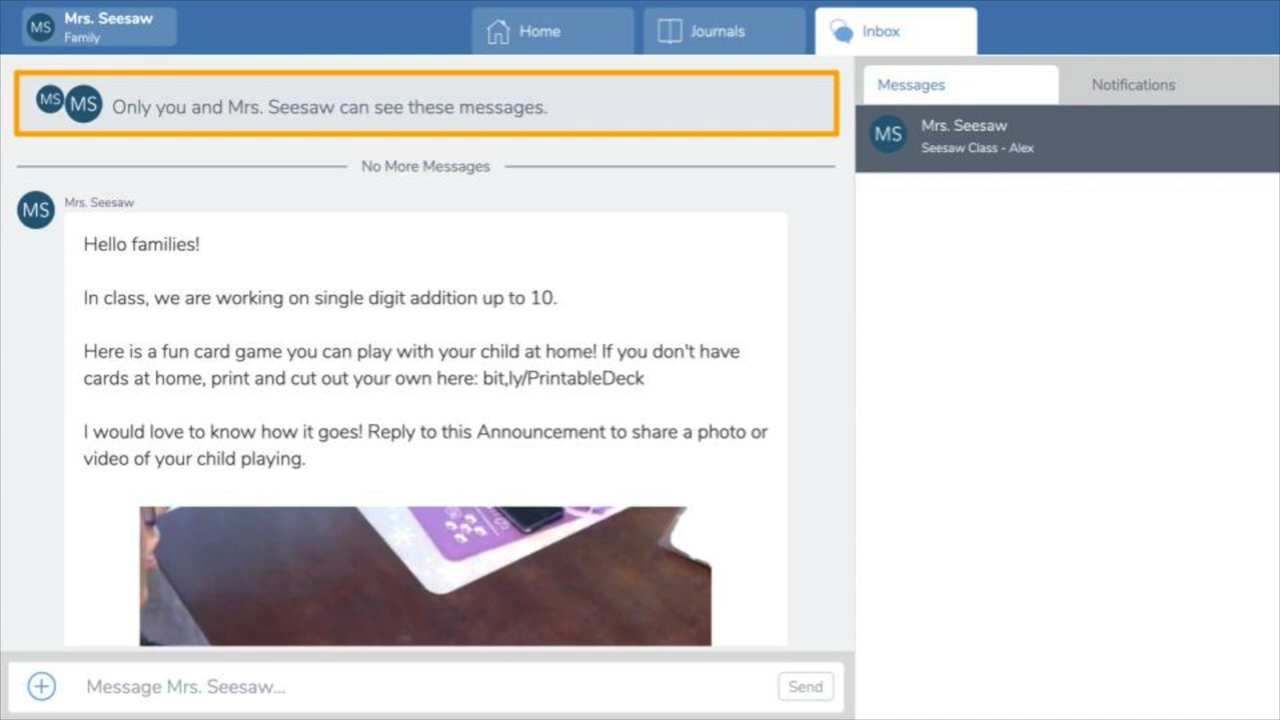 MS Mrs. Seesaw
Family
Home
Journals
Inbox
MS MS Only you and Mrs. Seesaw can see these messages.
No More Messages
MS Mrs. Seesaw
Hello families!
In class, we are working on single digit addition up to 10.
Here is a fun card game you can play with your child at home! If you don't have
cards at home, print and cut out your own here: bit,ly/PrintableDeck
I would love to know how it goes! Reply to this Announcement to share a photo or
video of your child playing.
Message Mrs. Seesaw...
Send
Messages
Notifications
MS Mrs. Seesaw
Seesaw Class - Alex